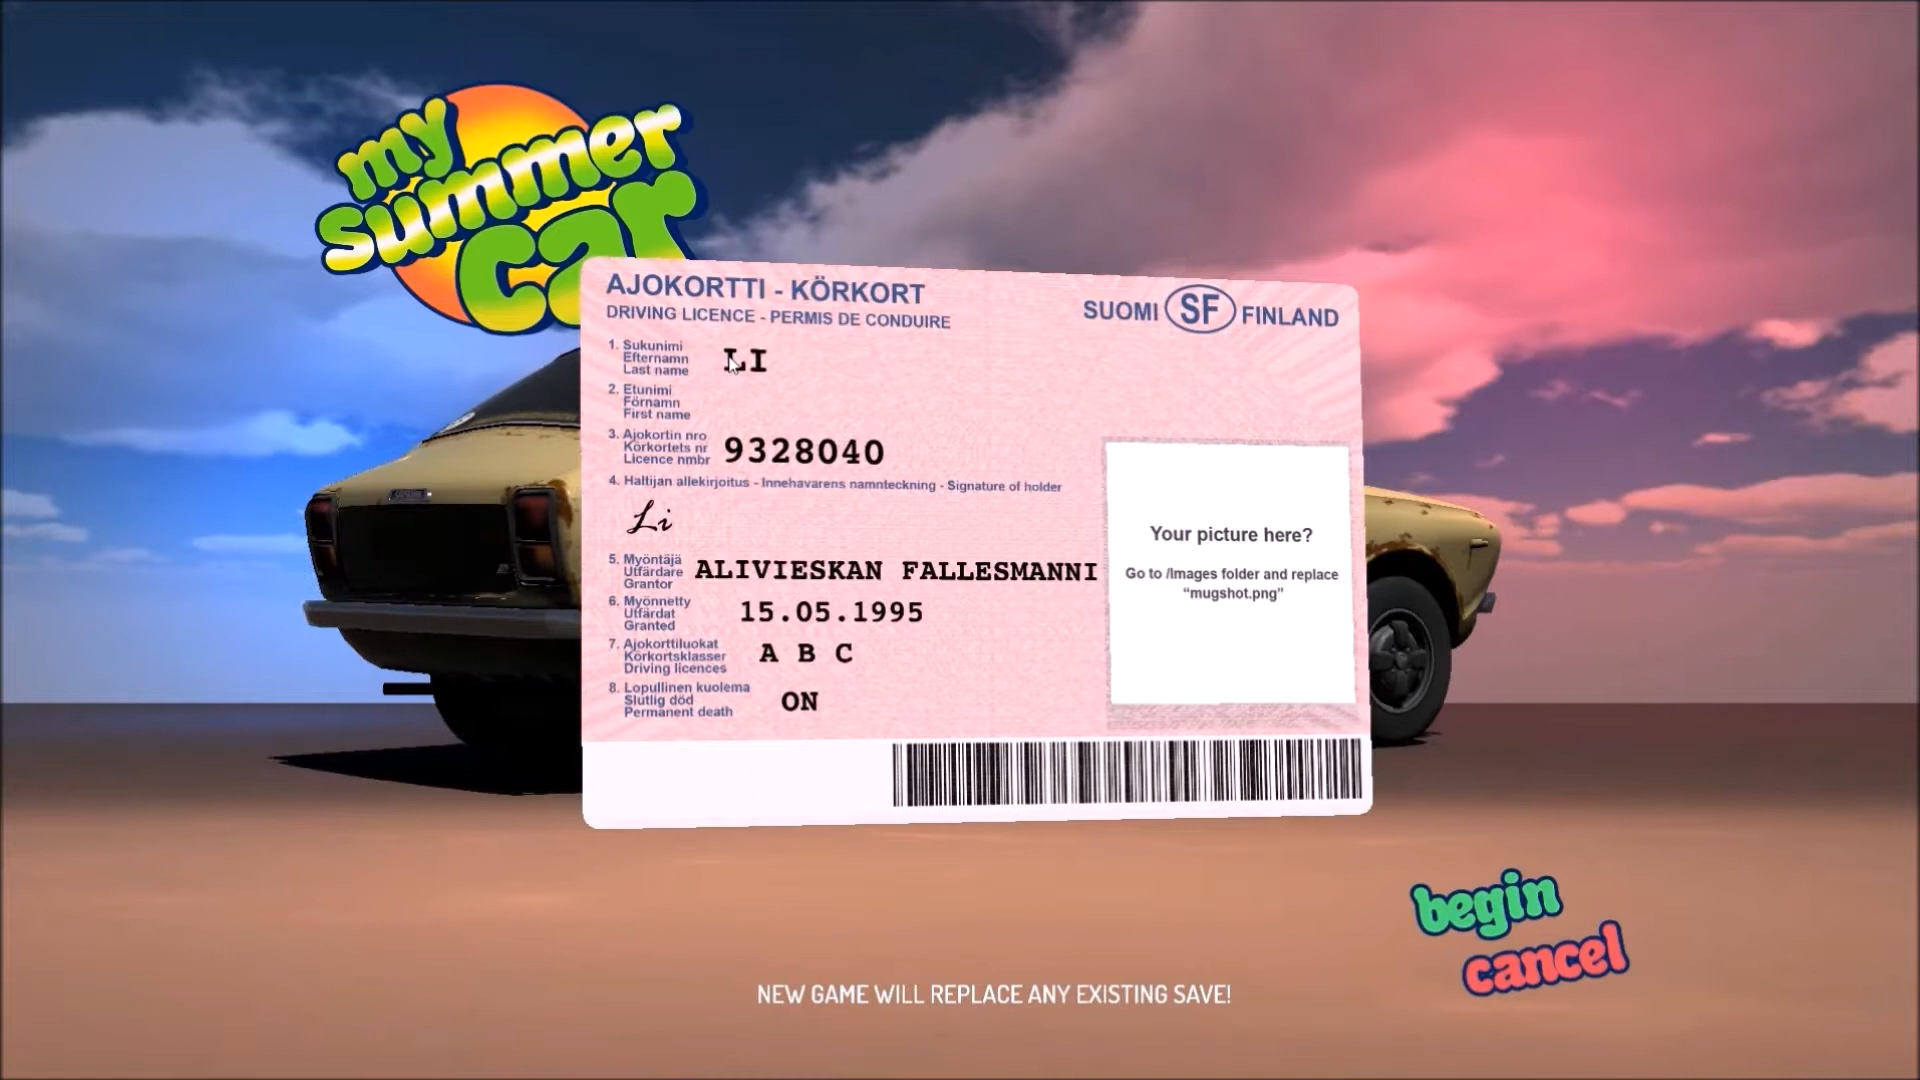 my
summer
car
AJOKORTTI - KÖRKORT
DRIVING LICENCE - PERMIS DE CONDUIRE
SUOMI SF FINLAND
1. Sukunimi
Efternamn
Last name
LI
2. Etunimi
Förnamn
First name
3. Ajokortin nro
Körkortets nr
Licence nmbr
9328040
4. Haltijan allekirjoitus - Innehavarens namnteckning - Signature of holder
Li
5. Myöntäjä
Utfärdare
Grantor
ALIVIESKAN FALLESMANNI
6. Myönnetty
Utfärdat
Granted
15.05.1995
7. Ajokorttiluokat
Körkortsklasser
Driving licences
A B C
8. Lopullinen kuolema
Slutlig död
Permanent death
ON
Your picture here?
Go to /Images folder and replace
“mugshot.png”
begin
cancel
NEW GAME WILL REPLACE ANY EXISTING SAVE!